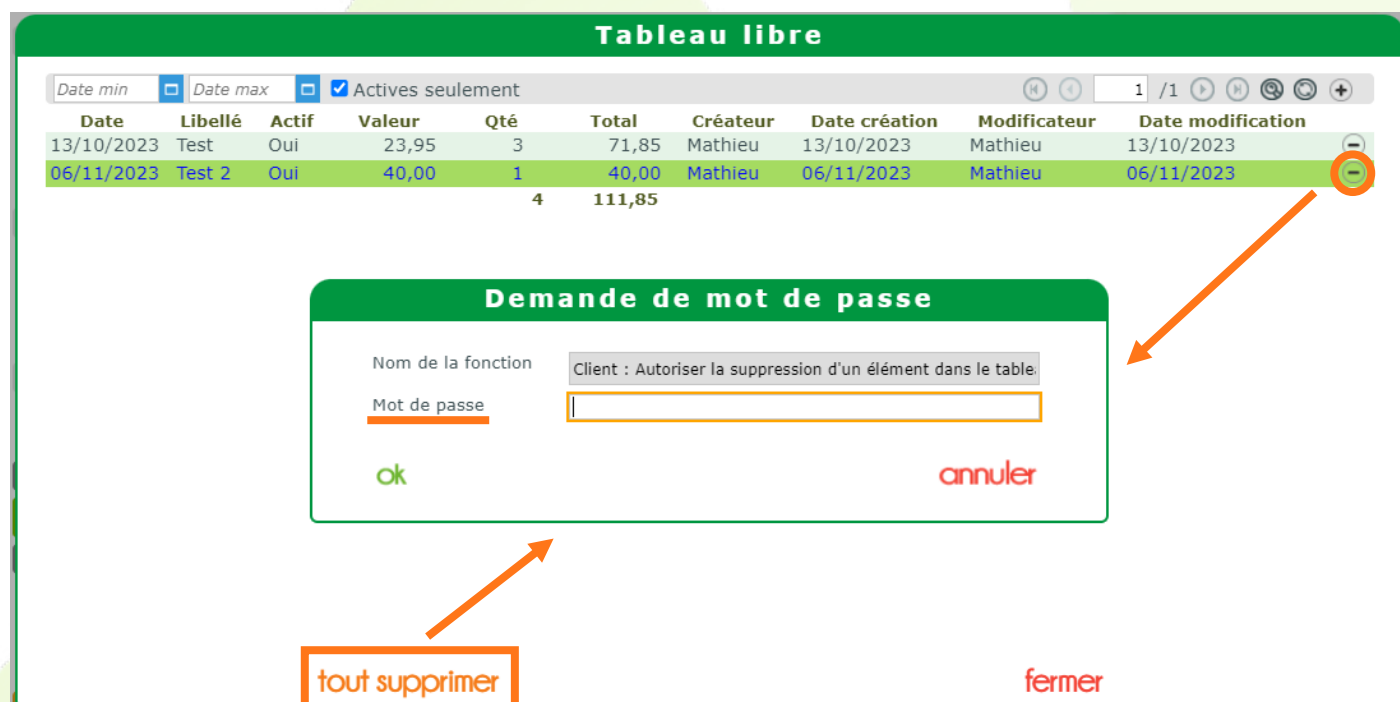 Tableau libre
Date min Date max Actives seulement 1 /1
Date Libellé Actif Valeur Qté Total Créateur Date création Modificateur Date modification
13/10/2023 Test Oui 23,95 3 71,85 Mathieu 13/10/2023 Mathieu 13/10/2023
06/11/2023 Test 2 Oui 40,00 1 40,00 Mathieu 06/11/2023 Mathieu 06/11/2023
4 111,85
Demande de mot de passe
Nom de la fonction Client : Autoriser la suppression d'un élément dans le table
Mot de passe
ok annuler
tout supprimer fermer